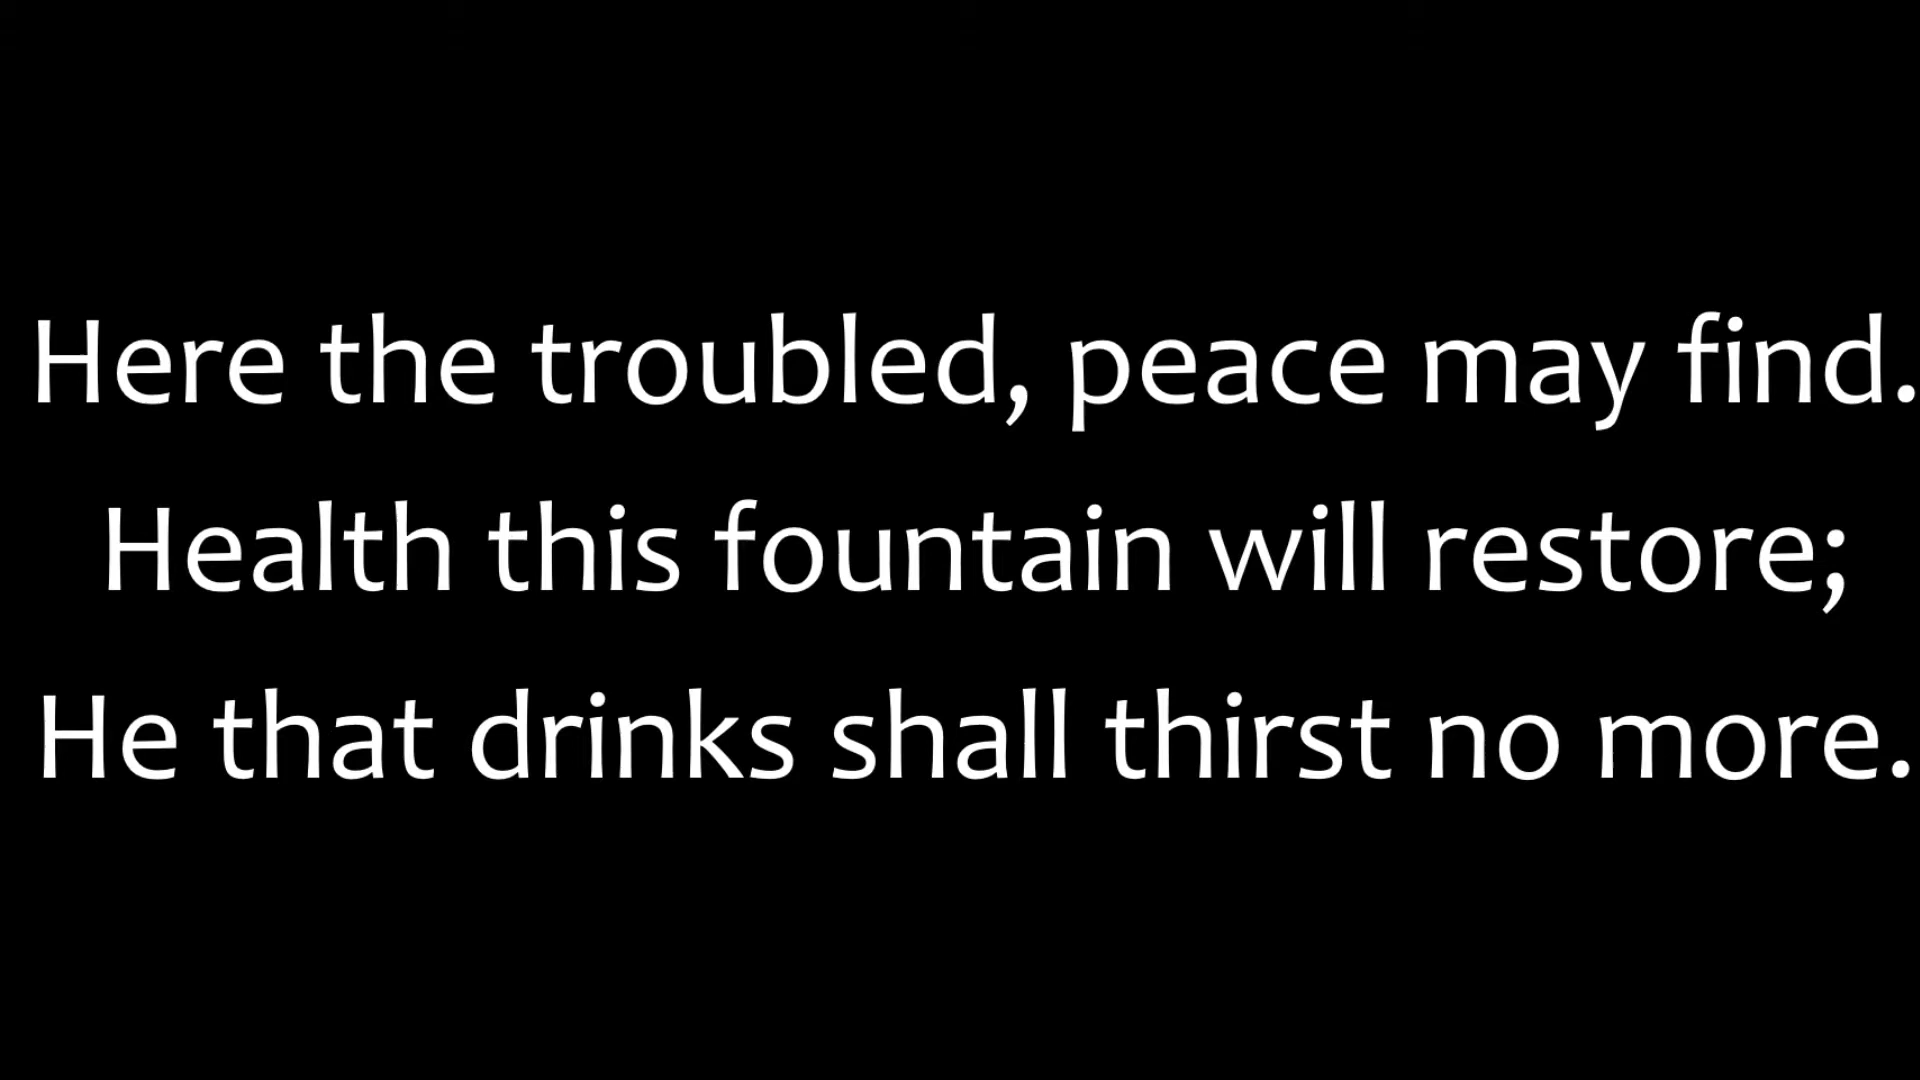 Here the troubled, peace may find.
Health this fountain will restore;
He that drinks shall thirst no more.